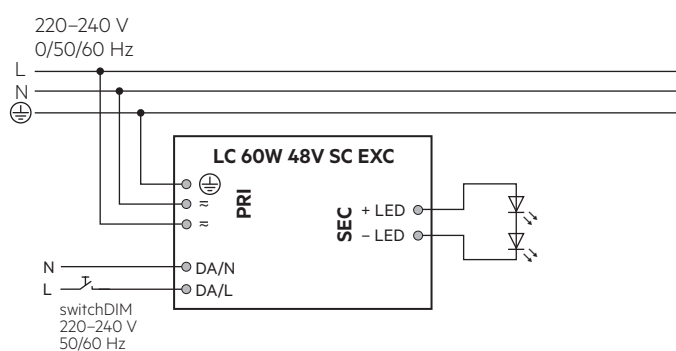 220–240 V
0/50/60 Hz
L
N
LC 60W 48V SC EXC
≂
≂
PRI
SEC
+ LED
– LED
N
DA/N
L
DA/L
switchDIM
220–240 V
50/60 Hz